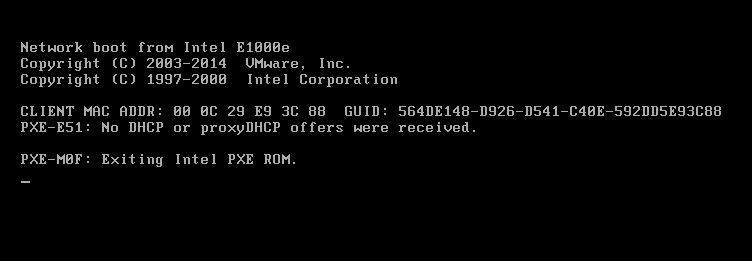 Network boot from Intel E1000e
Copyright (C) 2003-2014  VMware, Inc.
Copyright (C) 1997-2000  Intel Corporation
CLIENT MAC ADDR: 00 0C 29 E9 3C 88  GUID: 564DE148-D926-D541-C40E-592DD5E93C88
PXE-E51: No DHCP or proxyDHCP offers were received.
PXE-M0F: Exiting Intel PXE ROM.